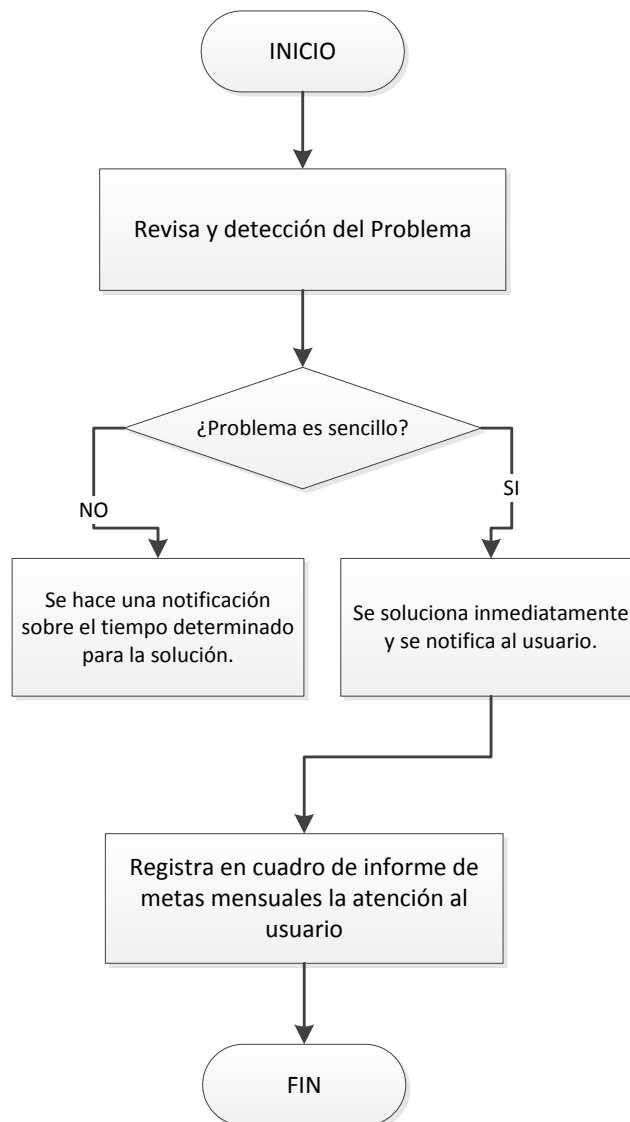 INICIO
Revisa y detección del Problema
¿Problema es sencillo?
NO
SI
Se hace una notificación
sobre el tiempo determinado
para la solución.
Se soluciona inmediatamente
y se notifica al usuario.
Registra en cuadro de informe de
metas mensuales la atención al
usuario
FIN